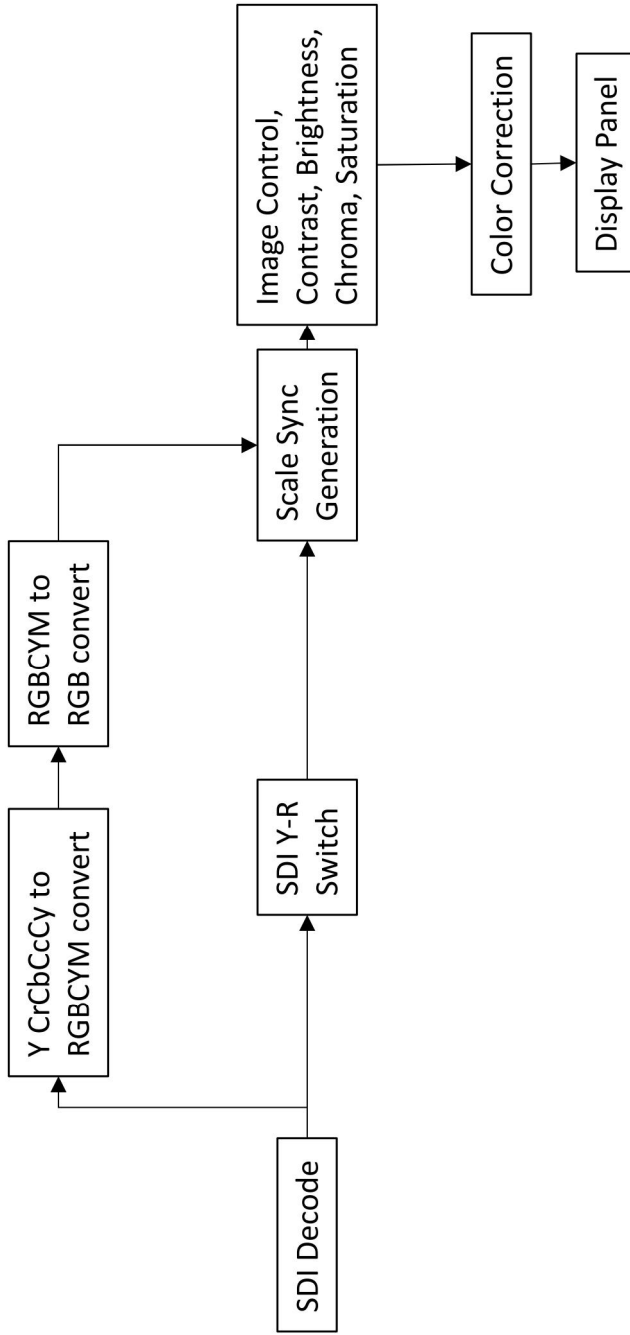 SDI Decode
Y CrCbCcCy to
RGBCYM convert
RGBCYM to
RGB convert
SDI Y-R
Switch
Scale Sync
Generation
Image Control,
Contrast, Brightness,
Chroma, Saturation
Color Correction
Display Panel